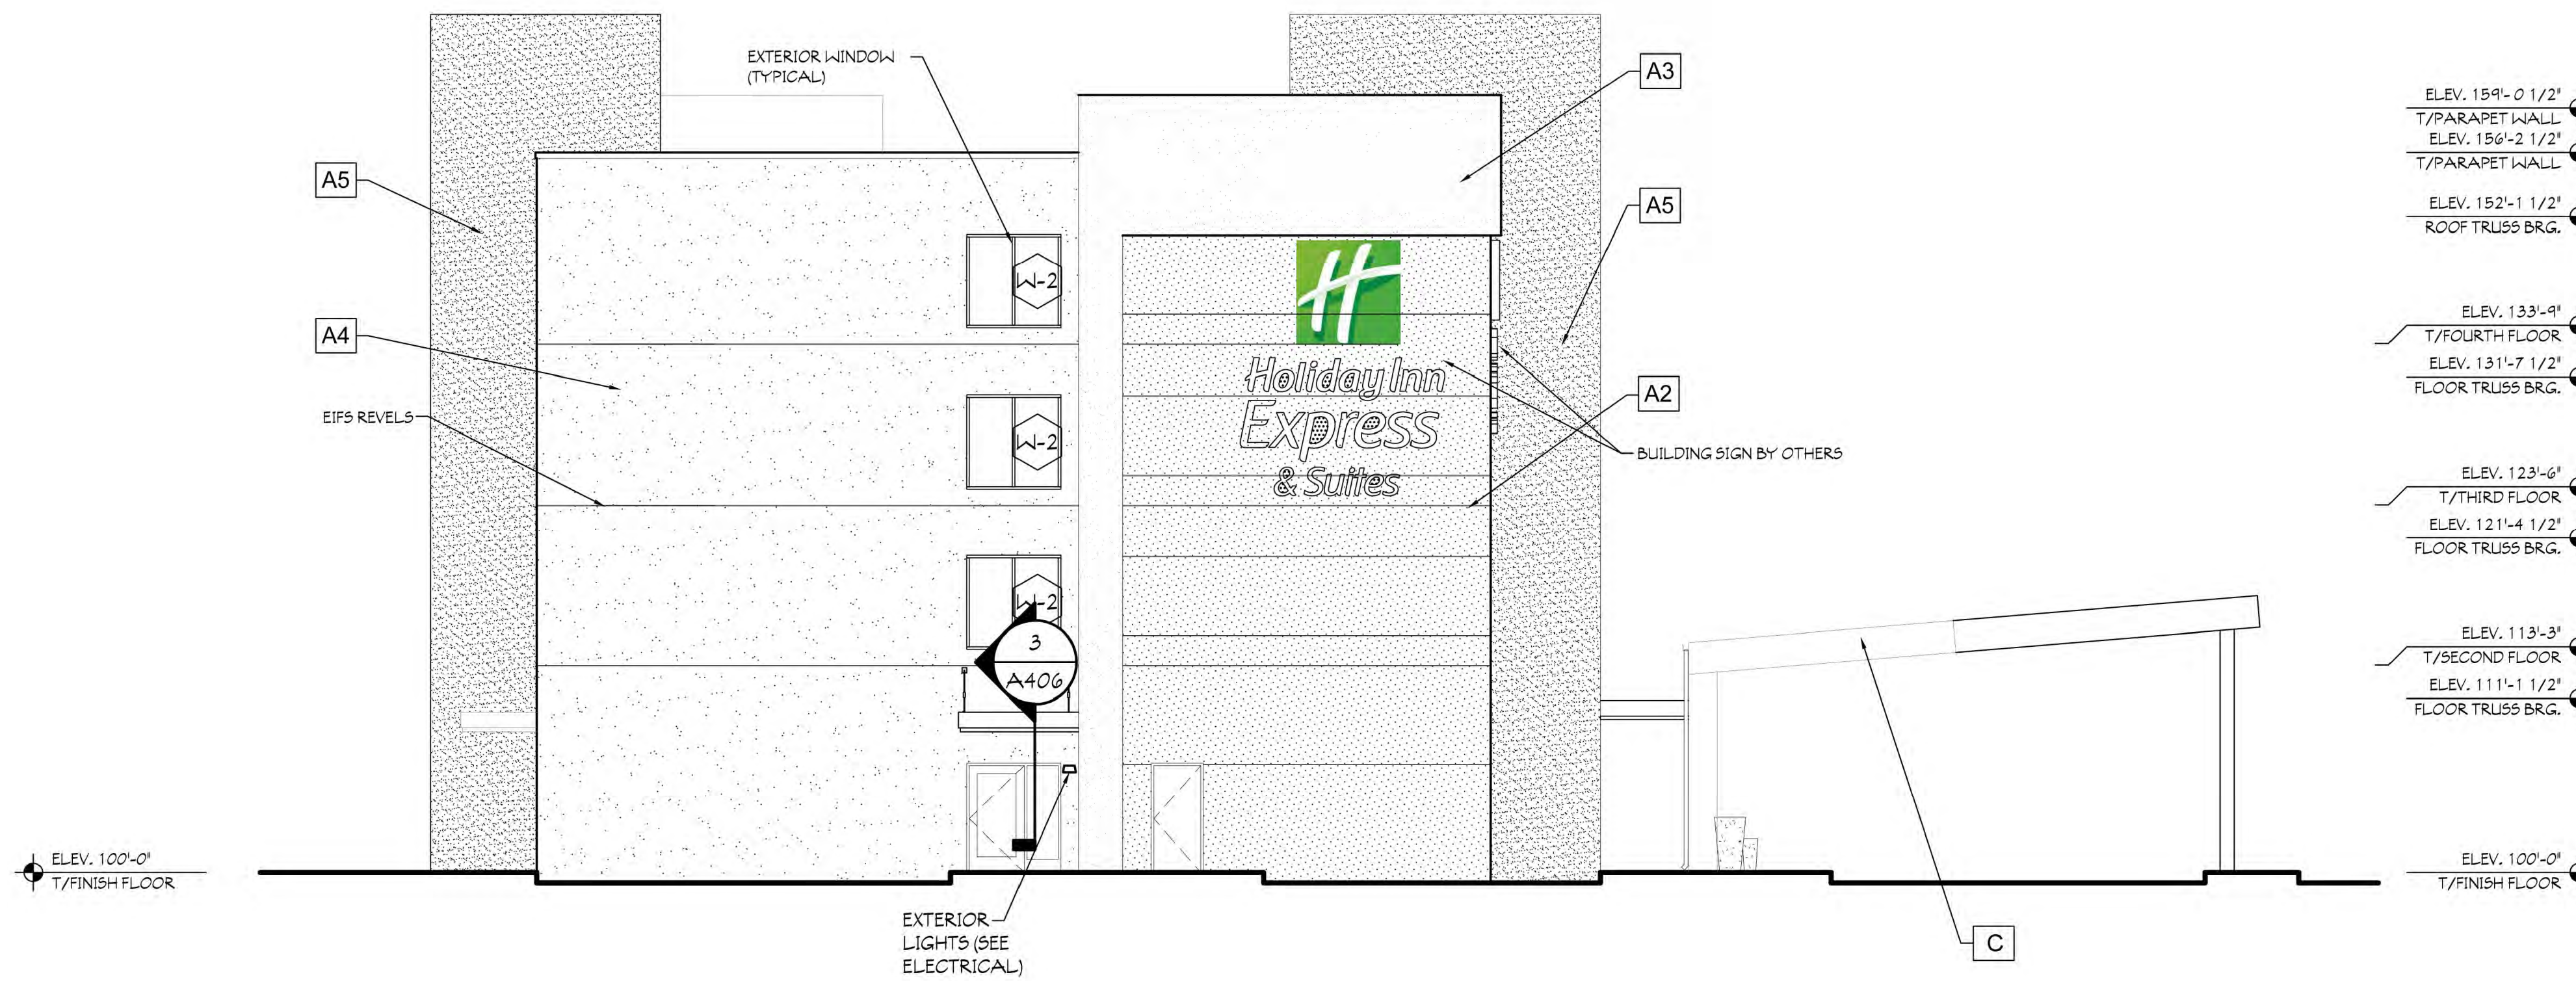 EXTERIOR WINDOW
(TYPICAL)
A3
A5
A5
A4
A2
EIFS REVELS
W-2
W-2
W-2
Holiday Inn
Express
& Suites
BUILDING SIGN BY OTHERS
3
A406
EXTERIOR
LIGHTS (SEE
ELECTRICAL)
C
ELEV. 100'-0"
T/FINISH FLOOR
ELEV. 159'-0 1/2"
T/PARAPET WALL
ELEV. 156'-2 1/2"
T/PARAPET WALL
ELEV. 152'-1 1/2"
ROOF TRUSS BRG.
ELEV. 133'-9"
T/FOURTH FLOOR
ELEV. 131'-7 1/2"
FLOOR TRUSS BRG.
ELEV. 123'-6"
T/THIRD FLOOR
ELEV. 121'-4 1/2"
FLOOR TRUSS BRG.
ELEV. 113'-3"
T/SECOND FLOOR
ELEV. 111'-1 1/2"
FLOOR TRUSS BRG.
ELEV. 100'-0"
T/FINISH FLOOR